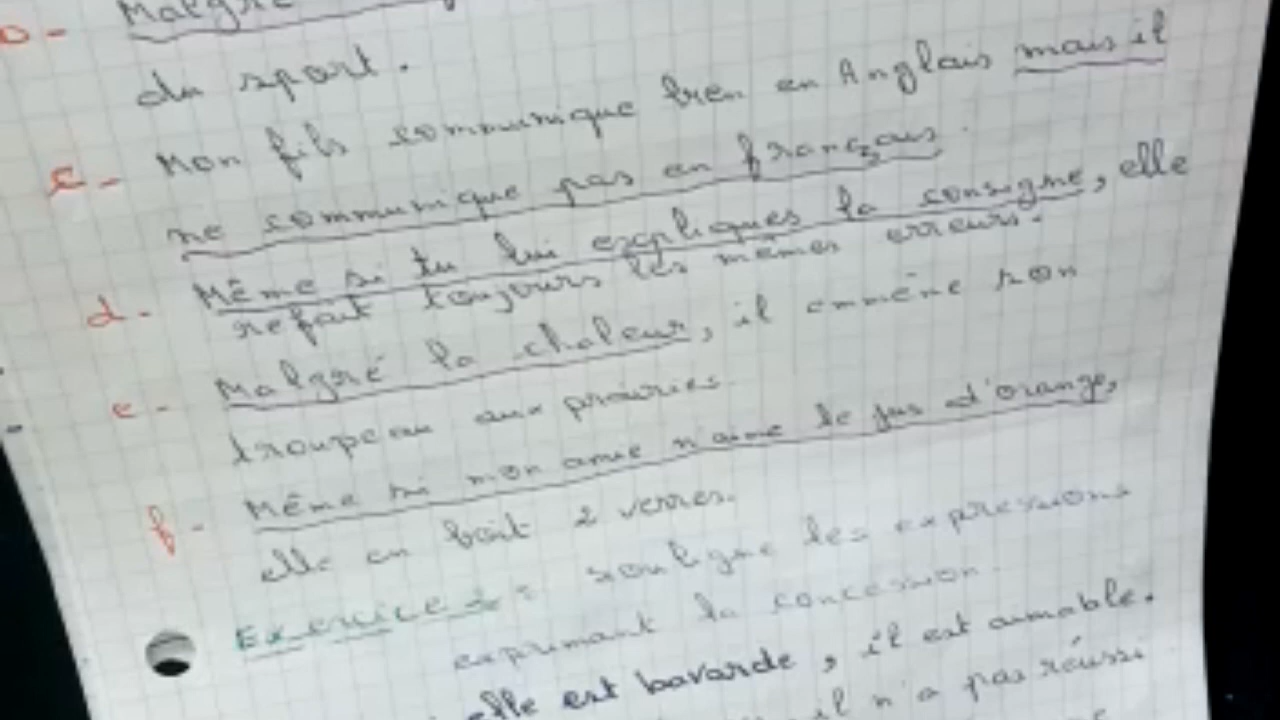 b- Malgré
du sport.
c- Mon fils communique bien en Anglais mais il
ne communique pas en français.
d- Même si tu lui expliques la consigne, elle
refait toujours les mêmes erreurs.
e- Malgré la chaleur, il emmène son
troupeau aux prairies.
f- Même si mon amie n'aime le jus d'orange,
elle en boit 2 verres.
Exercice 2: souligne les expressions
exprimant la concession.
elle est bavarde, il est aimable.
il n'a pas réussi